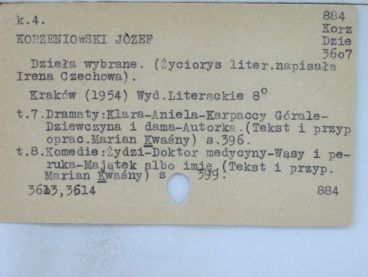 k.4.
884
Korz
Dzie
3607
KORZENIOWSKI JÓZEF
Dzieła wybrane. (Życiorys liter.napisała
Irena Czechowa).
Kraków (1954) Wyd.Literackie 8°
t.7.Dramaty:Klara-Aniela-Karpaccy Górale-
Dziewczyna i dama-Autorka.(Tekst i przyp
oprac.Marian Kwaśny) s.396.
t.8.Komedie:Żydzi-Doktor medycyny-Wąsy i pe-
ruka-Majątek albo imię.(Tekst i przyp.
Marian Kwaśny) s 399.
3613,3614
884